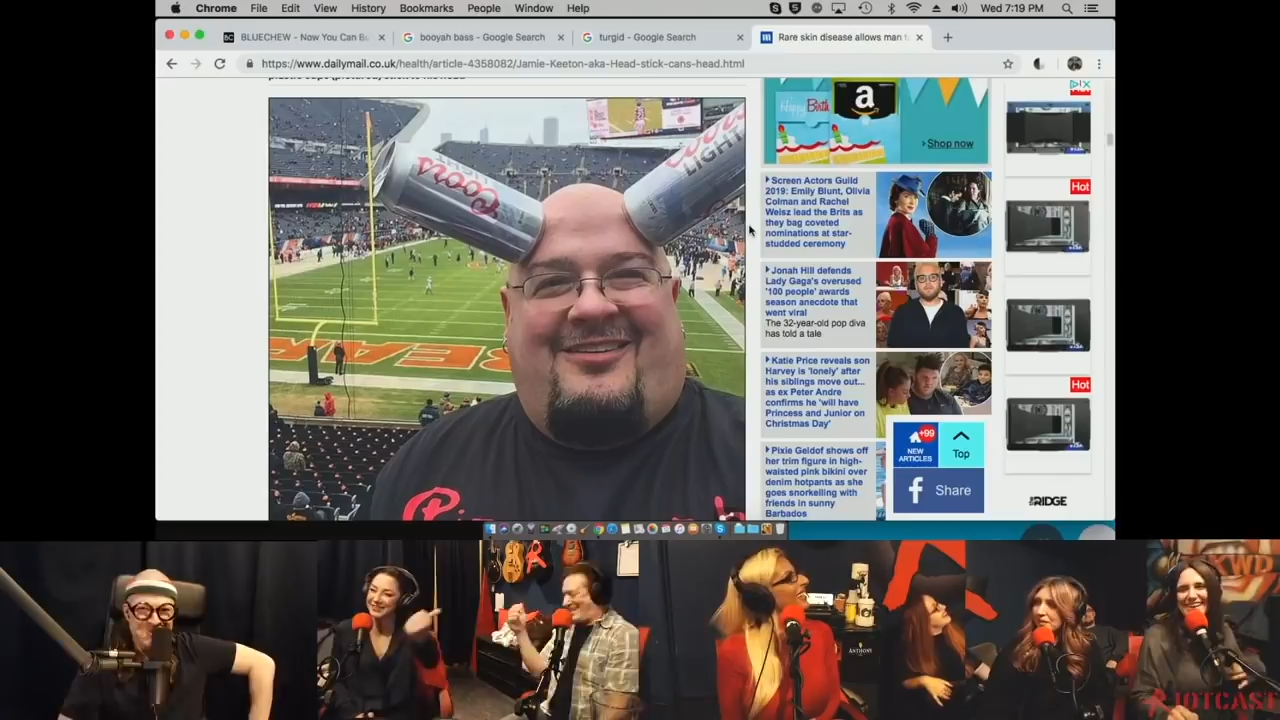 Chrome File Edit View History Bookmarks People Window Help
Wed 7:19 PM
BLUECHEW - Now You Can Bu
booyah bass - Google Search
turgid - Google Search
Rare skin disease allows man t
https://www.dailymail.co.uk/health/article-4358082/Jamie-Keeton-aka-Head-stick-cans-head.html
Coors
Coors
LIGHT
BEAR
Happy Birth
a
Shop now
Screen Actors Guild
2019: Emily Blunt, Olivia
Colman and Rachel
Weisz lead the Brits as
they bag coveted
nominations at star-
studded ceremony
Jonah Hill defends
Lady Gaga's overused
'100 people' awards
season anecdote that
went viral
The 32-year-old pop diva
has told a tale
Katie Price reveals son
Harvey is 'lonely' after
his siblings move out...
as ex Peter Andre
confirms he 'will have
Princess and Junior on
Christmas Day'
Pixie Geldof shows off
her trim figure in high-
waisted pink bikini over
denim hotpants as she
goes snorkelling with
friends in sunny
Barbados
+99
NEW
ARTICLES
Top
f Share
Hot
Hot
RIDGE
ANTHONY
KWD
RIOTCAST